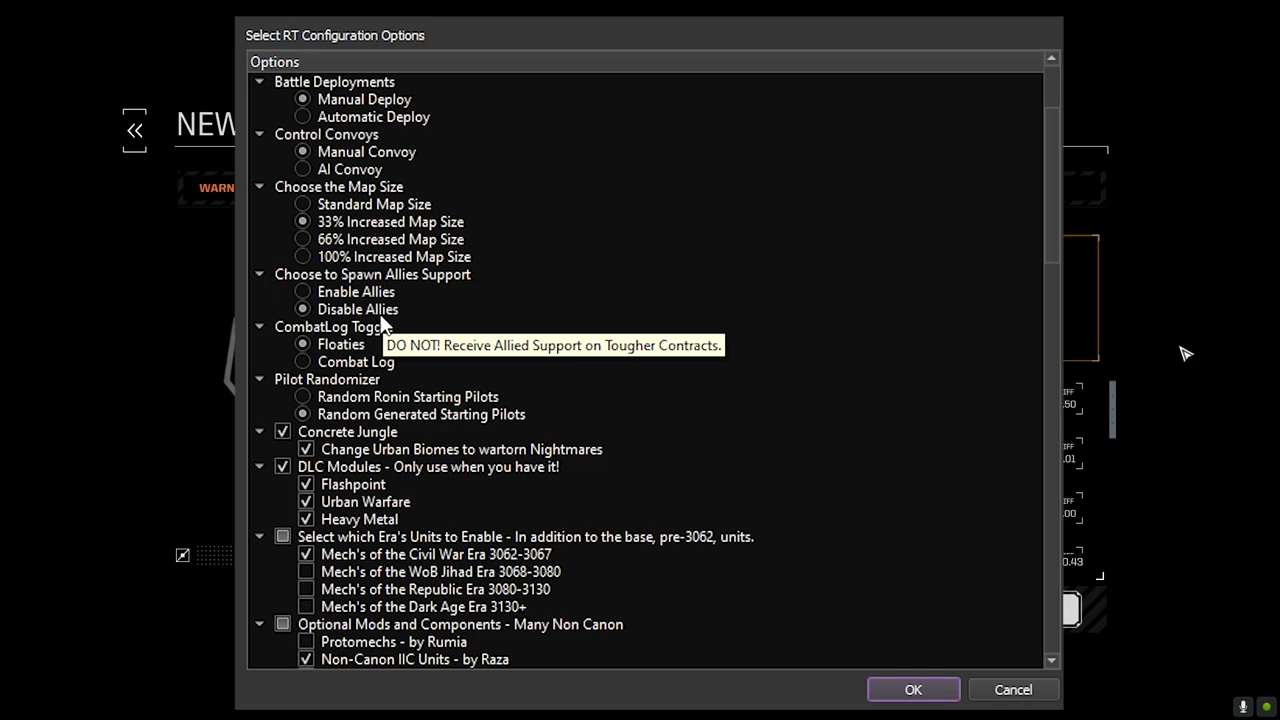 Select RT Configuration Options
Options
Battle Deployments
Manual Deploy
Automatic Deploy
Control Convoys
Manual Convoy
AI Convoy
Choose the Map Size
Standard Map Size
33% Increased Map Size
66% Increased Map Size
100% Increased Map Size
Choose to Spawn Allies Support
Enable Allies
Disable Allies
CombatLog Togg
DO NOT! Receive Allied Support on Tougher Contracts.
Floaties
Combat Log
Pilot Randomizer
Random Ronin Starting Pilots
Random Generated Starting Pilots
Concrete Jungle
Change Urban Biomes to wartorn Nightmares
DLC Modules - Only use when you have it!
Flashpoint
Urban Warfare
Heavy Metal
Select which Era's Units to Enable - In addition to the base, pre-3062, units.
Mech's of the Civil War Era 3062-3067
Mech's of the WoB Jihad Era 3068-3080
Mech's of the Republic Era 3080-3130
Mech's of the Dark Age Era 3130+
Optional Mods and Components - Many Non Canon
Protomechs - by Rumia
Non-Canon IIC Units - by Raza
OK
Cancel
NEW
WARN
IFF
.50
IFF
.01
IFF
.00
0.43